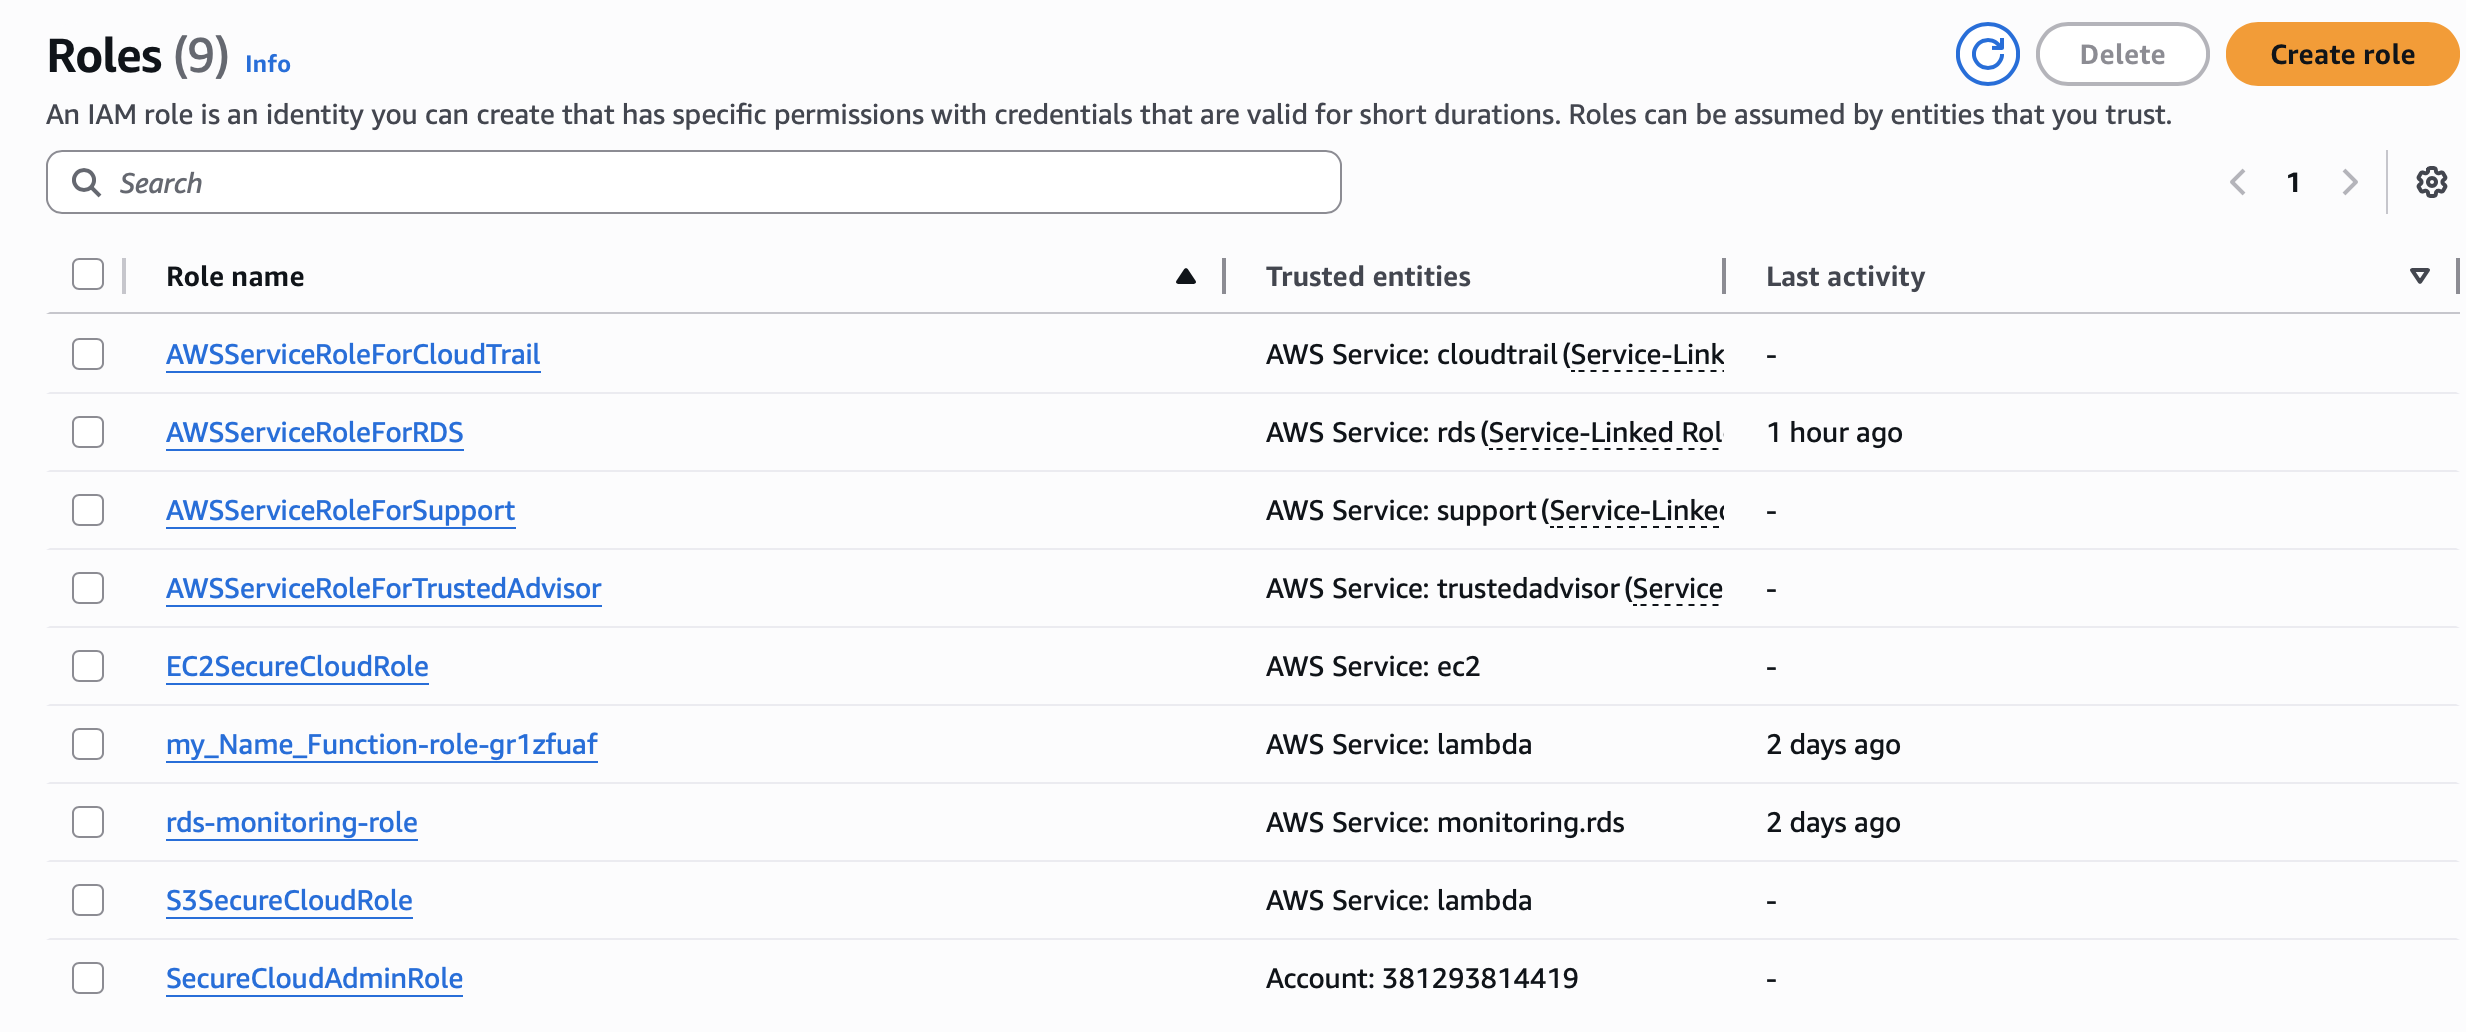 Roles (9) Info
Delete
Create role
An IAM role is an identity you can create that has specific permissions with credentials that are valid for short durations. Roles can be assumed by entities that you trust.
Search
1
Role name Trusted entities Last activity
AWSServiceRoleForCloudTrail AWS Service: cloudtrail (Service-Link -
AWSServiceRoleForRDS AWS Service: rds (Service-Linked Rol 1 hour ago
AWSServiceRoleForSupport AWS Service: support (Service-Linked -
AWSServiceRoleForTrustedAdvisor AWS Service: trustedadvisor (Service -
EC2SecureCloudRole AWS Service: ec2 -
my_Name_Function-role-gr1zfuaf AWS Service: lambda 2 days ago
rds-monitoring-role AWS Service: monitoring.rds 2 days ago
S3SecureCloudRole AWS Service: lambda -
SecureCloudAdminRole Account: 381293814419 -